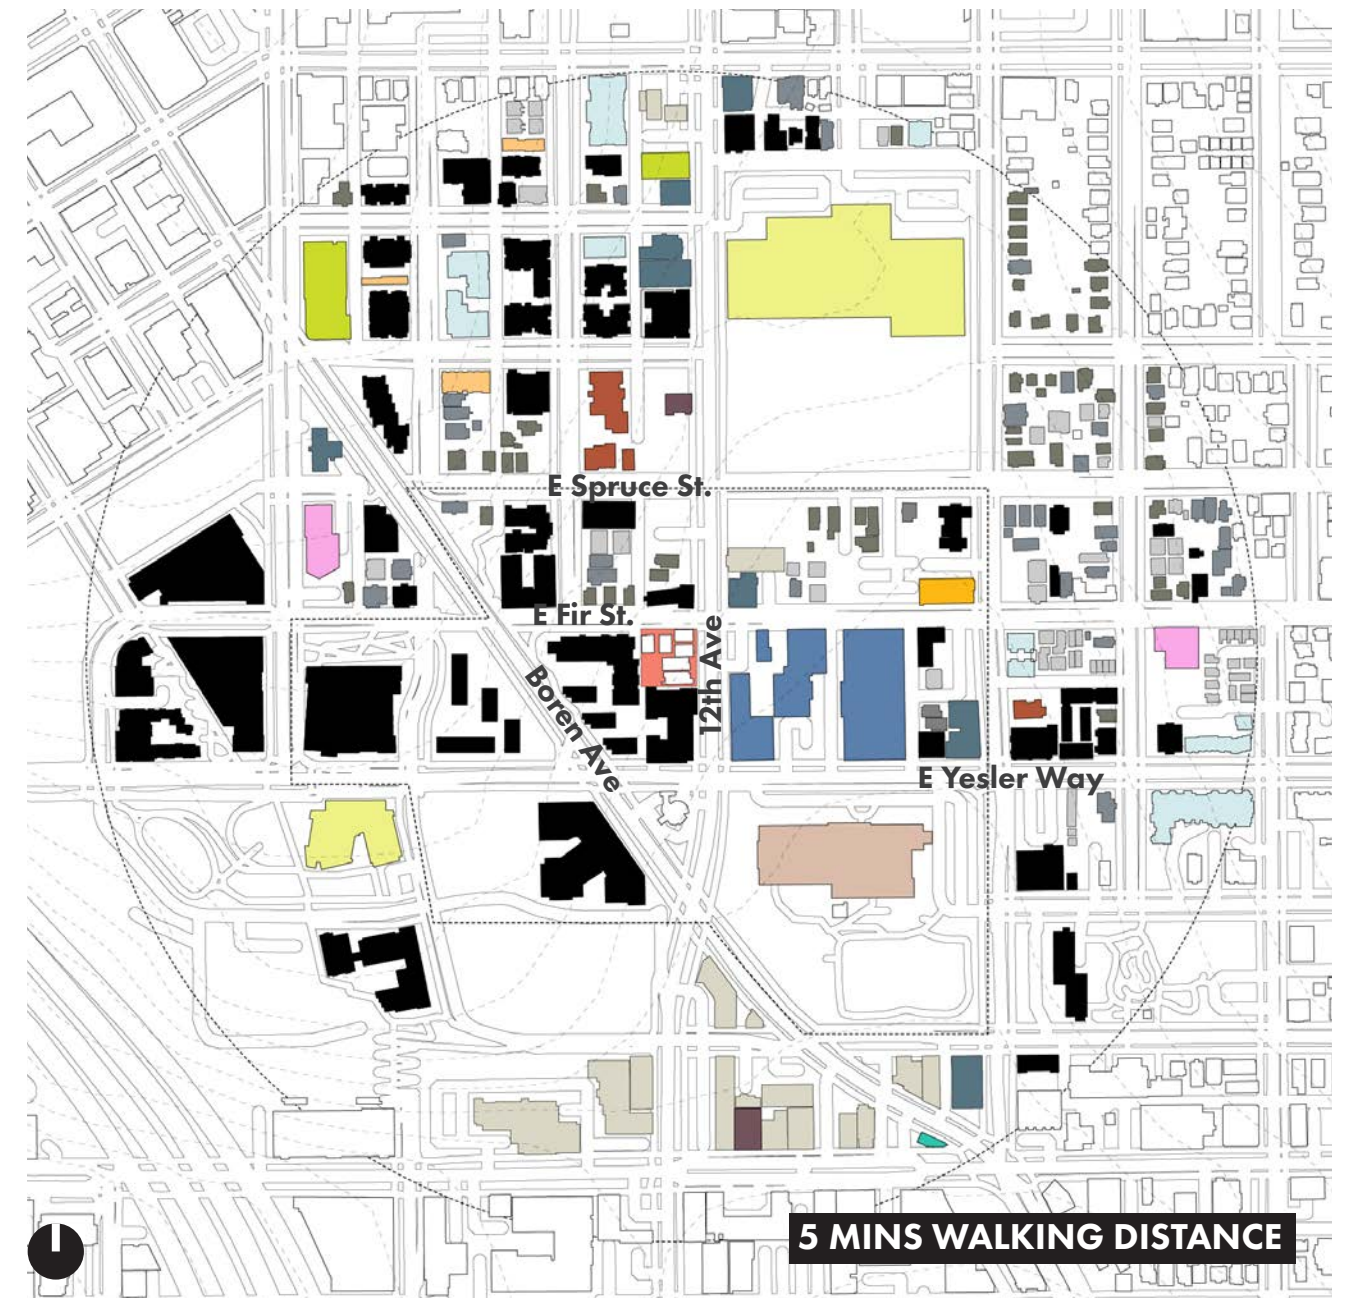 E Spruce St.
E Fir St.
12th Ave
Boren Ave
E Yesler Way
5 MINS WALKING DISTANCE